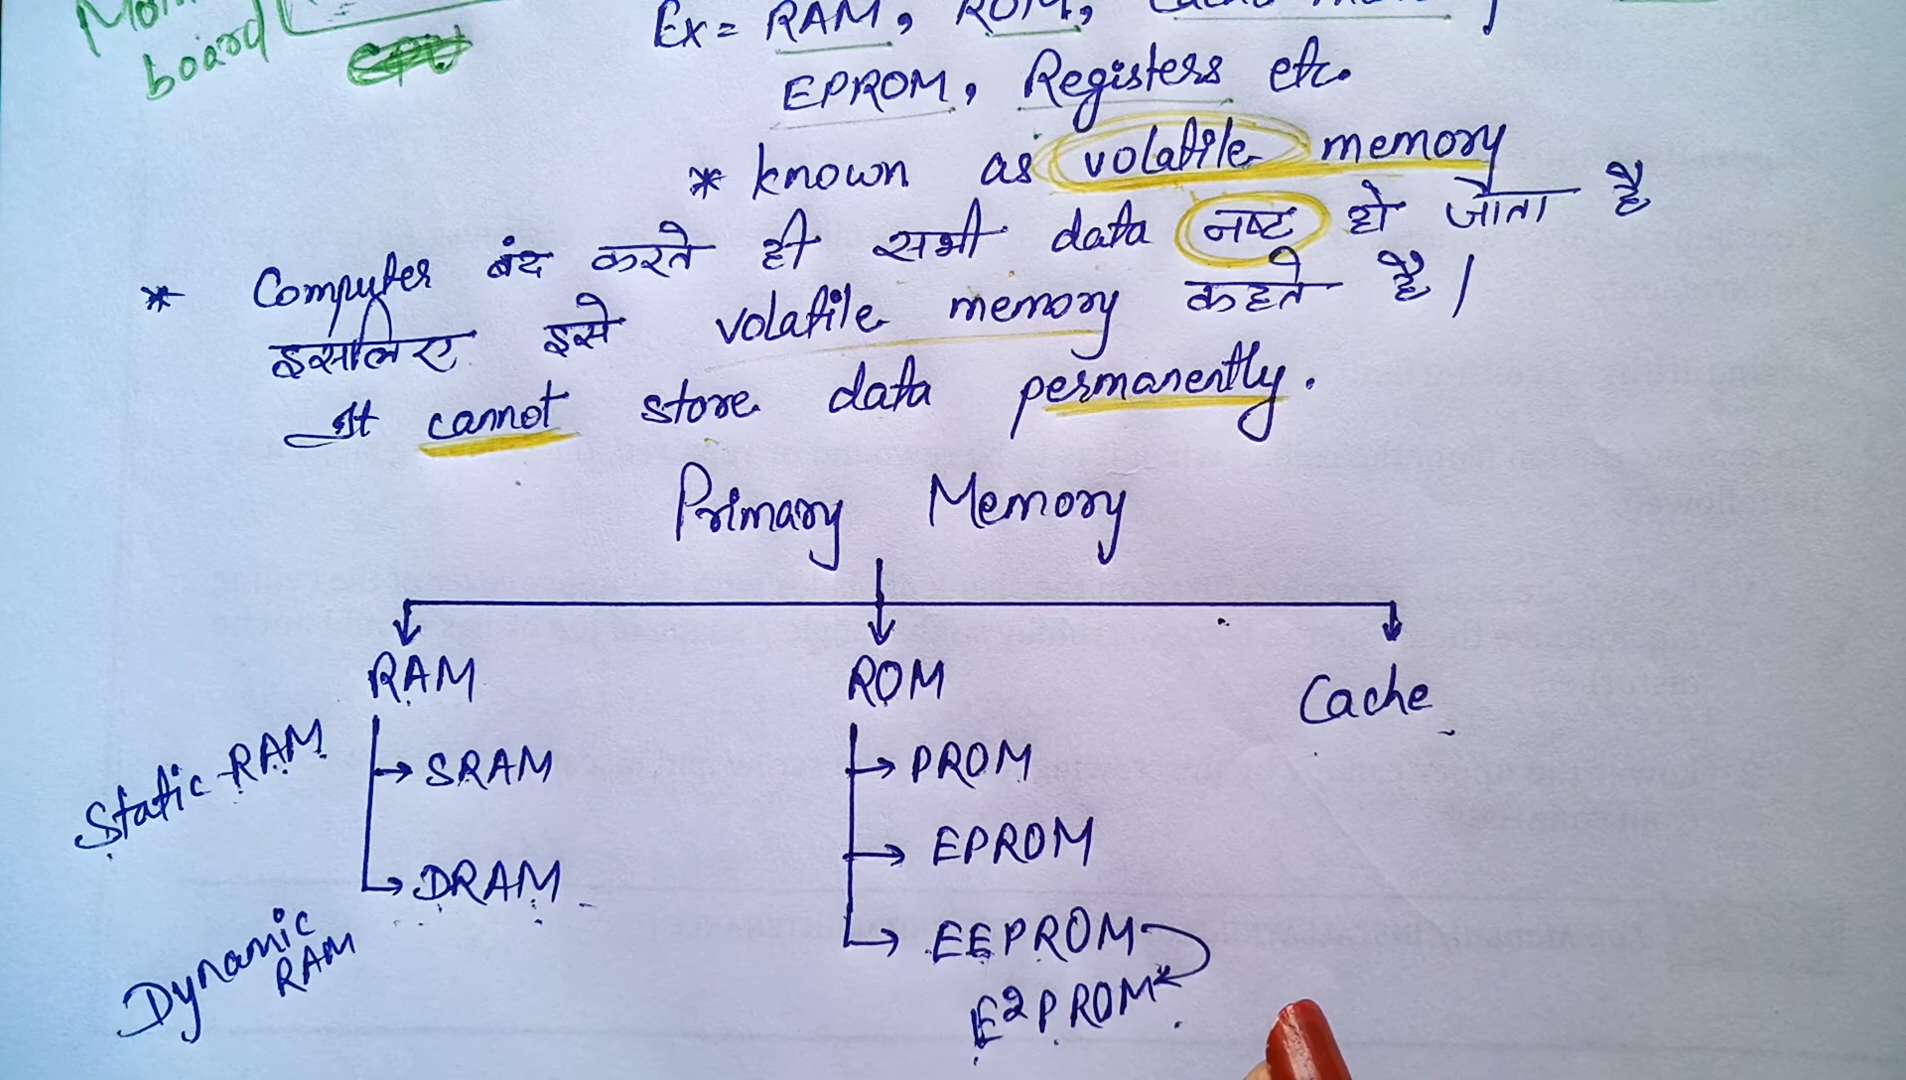 board
Ex = RAM, ROM,
EPROM, Registers etc.
* known as volatile memory
* Computer बंद करते ही सभी data नष्ट हो जाता है
इसलिए इसे volatile memory कहते है।
It cannot store data permanently.
Primary Memory
RAM ROM Cache
Static RAM → SRAM → PROM
→ EPROM
Dynamic RAM → DRAM → EEPROM
E2PROM